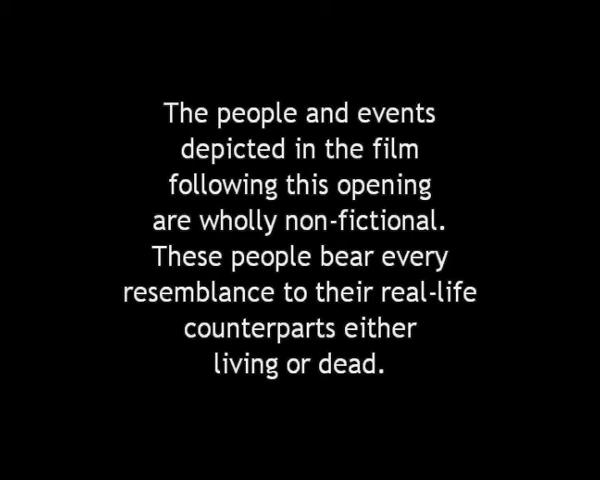 The people and events
depicted in the film
following this opening
are wholly non-fictional.
These people bear every
resemblance to their real-life
counterparts either
living or dead.